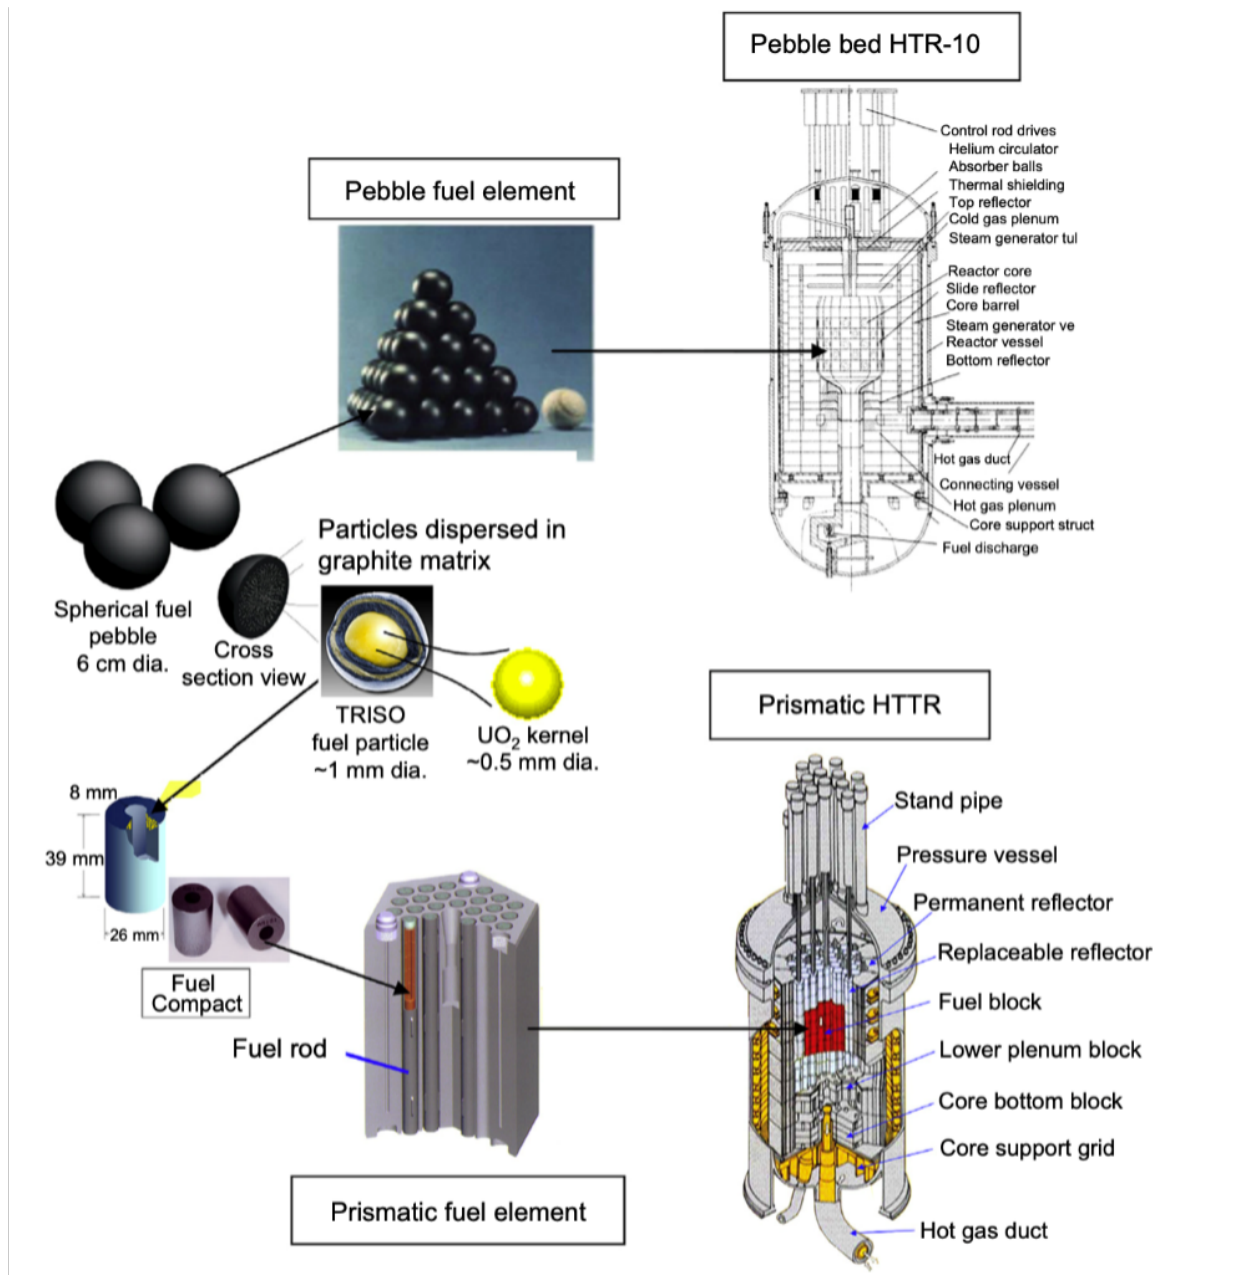 Pebble bed HTR-10
Control rod drives
Helium circulator
Absorber balls
Thermal shielding
Top reflector
Cold gas plenum
Steam generator tul
Reactor core
Slide reflector
Core barrel
Steam generator ve
Reactor vessel
Bottom reflector
Hot gas duct
Connecting vessel
Hot gas plenum
Core support struct
Fuel discharge
Pebble fuel element
Spherical fuel
pebble
6 cm dia.
Cross
section view
Particles dispersed in
graphite matrix
TRISO
fuel particle
~1 mm dia.
UO₂ kernel
~0.5 mm dia.
8 mm
39 mm
26 mm
Fuel
Compact
Fuel rod
Prismatic fuel element
Prismatic HTTR
Stand pipe
Pressure vessel
Permanent reflector
Replaceable reflector
Fuel block
Lower plenum block
Core bottom block
Core support grid
Hot gas duct